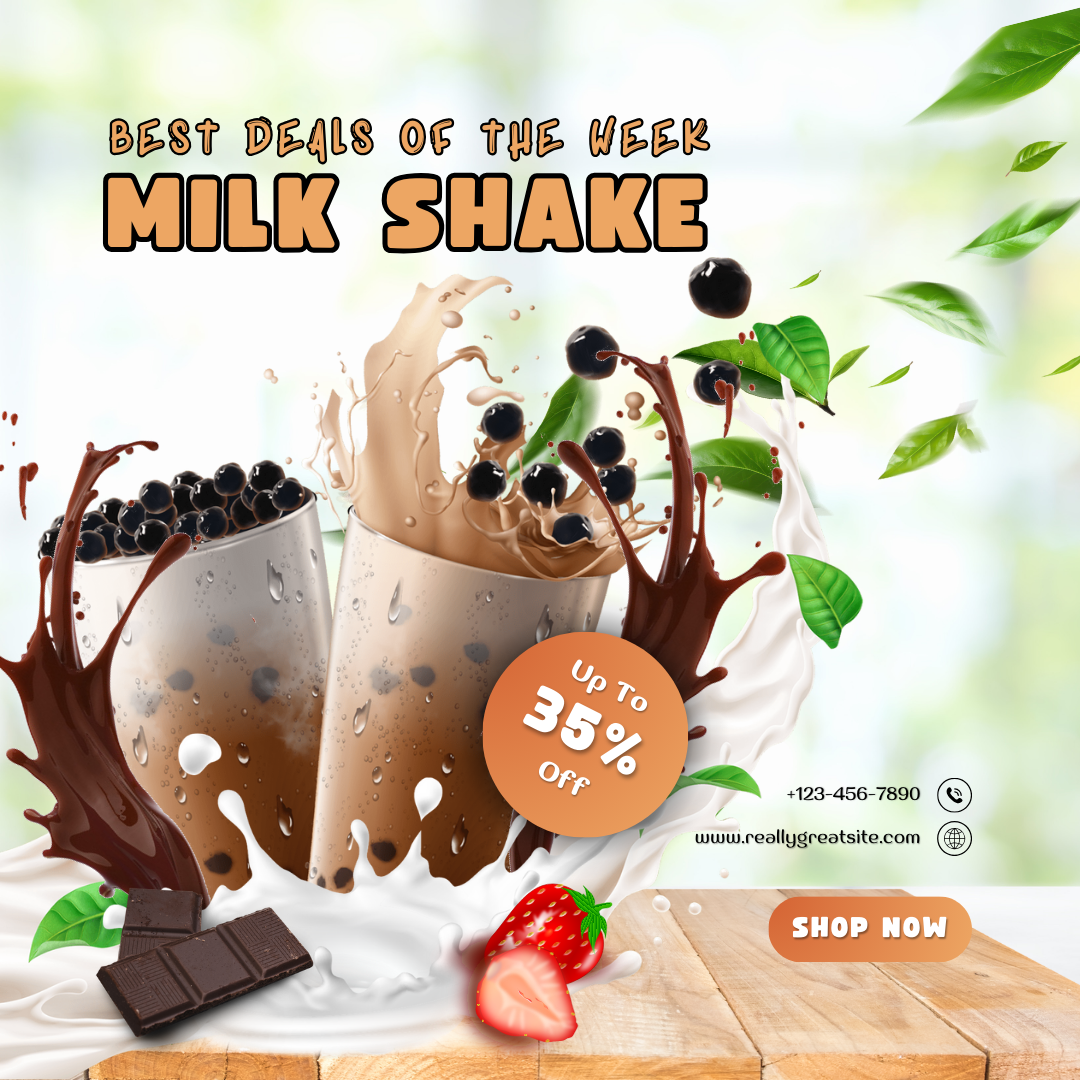 BEST DEALS OF THE WEEK
MILK SHAKE
Up To
35%
Off
+123-456-7890
www.reallygreatsite.com
SHOP NOW